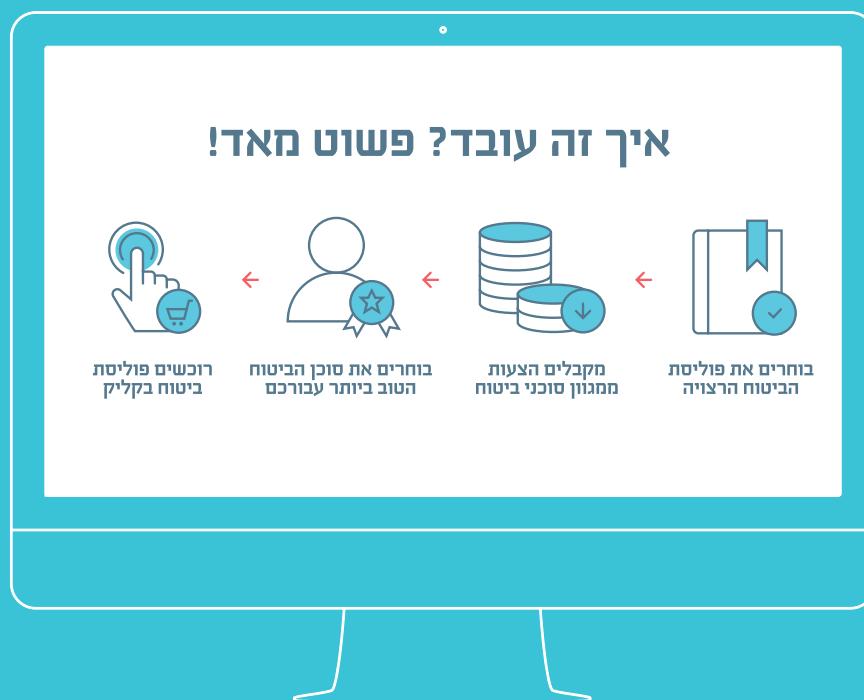 איך זה עובד? פשוט מאד!
בוחרים את פוליסת
הביטוח הרצויה
מקבלים הצעות
ממגוון סוכני ביטוח
בוחרים את סוכן הביטוח
הטוב ביותר עבורכם
רוכשים פוליסת
ביטוח בקליק